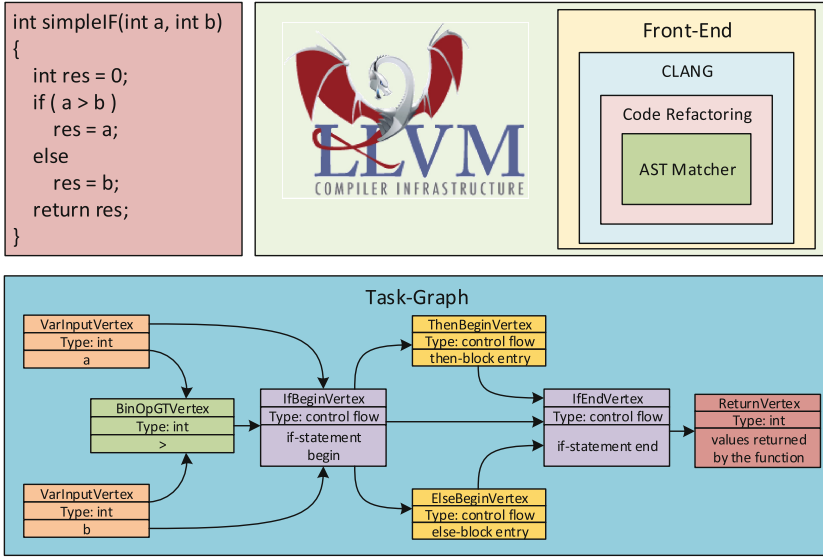 int simpleIF(int a, int b)
{
int res = 0;
if ( a > b )
res = a;
else
res = b;
return res;
}
LLVM
COMPILER INFRASTRUCTURE
Front-End
CLANG
Code Refactoring
AST Matcher
Task-Graph
VarInputVertex
Type: int
a
BinOpGTVertex
Type: int
>
VarInputVertex
Type: int
b
IfBeginVertex
Type: control flow
if-statement
begin
ThenBeginVertex
Type: control flow
then-block entry
ElseBeginVertex
Type: control flow
else-block entry
IfEndVertex
Type: control flow
if-statement end
ReturnVertex
Type: int
values returned
by the function